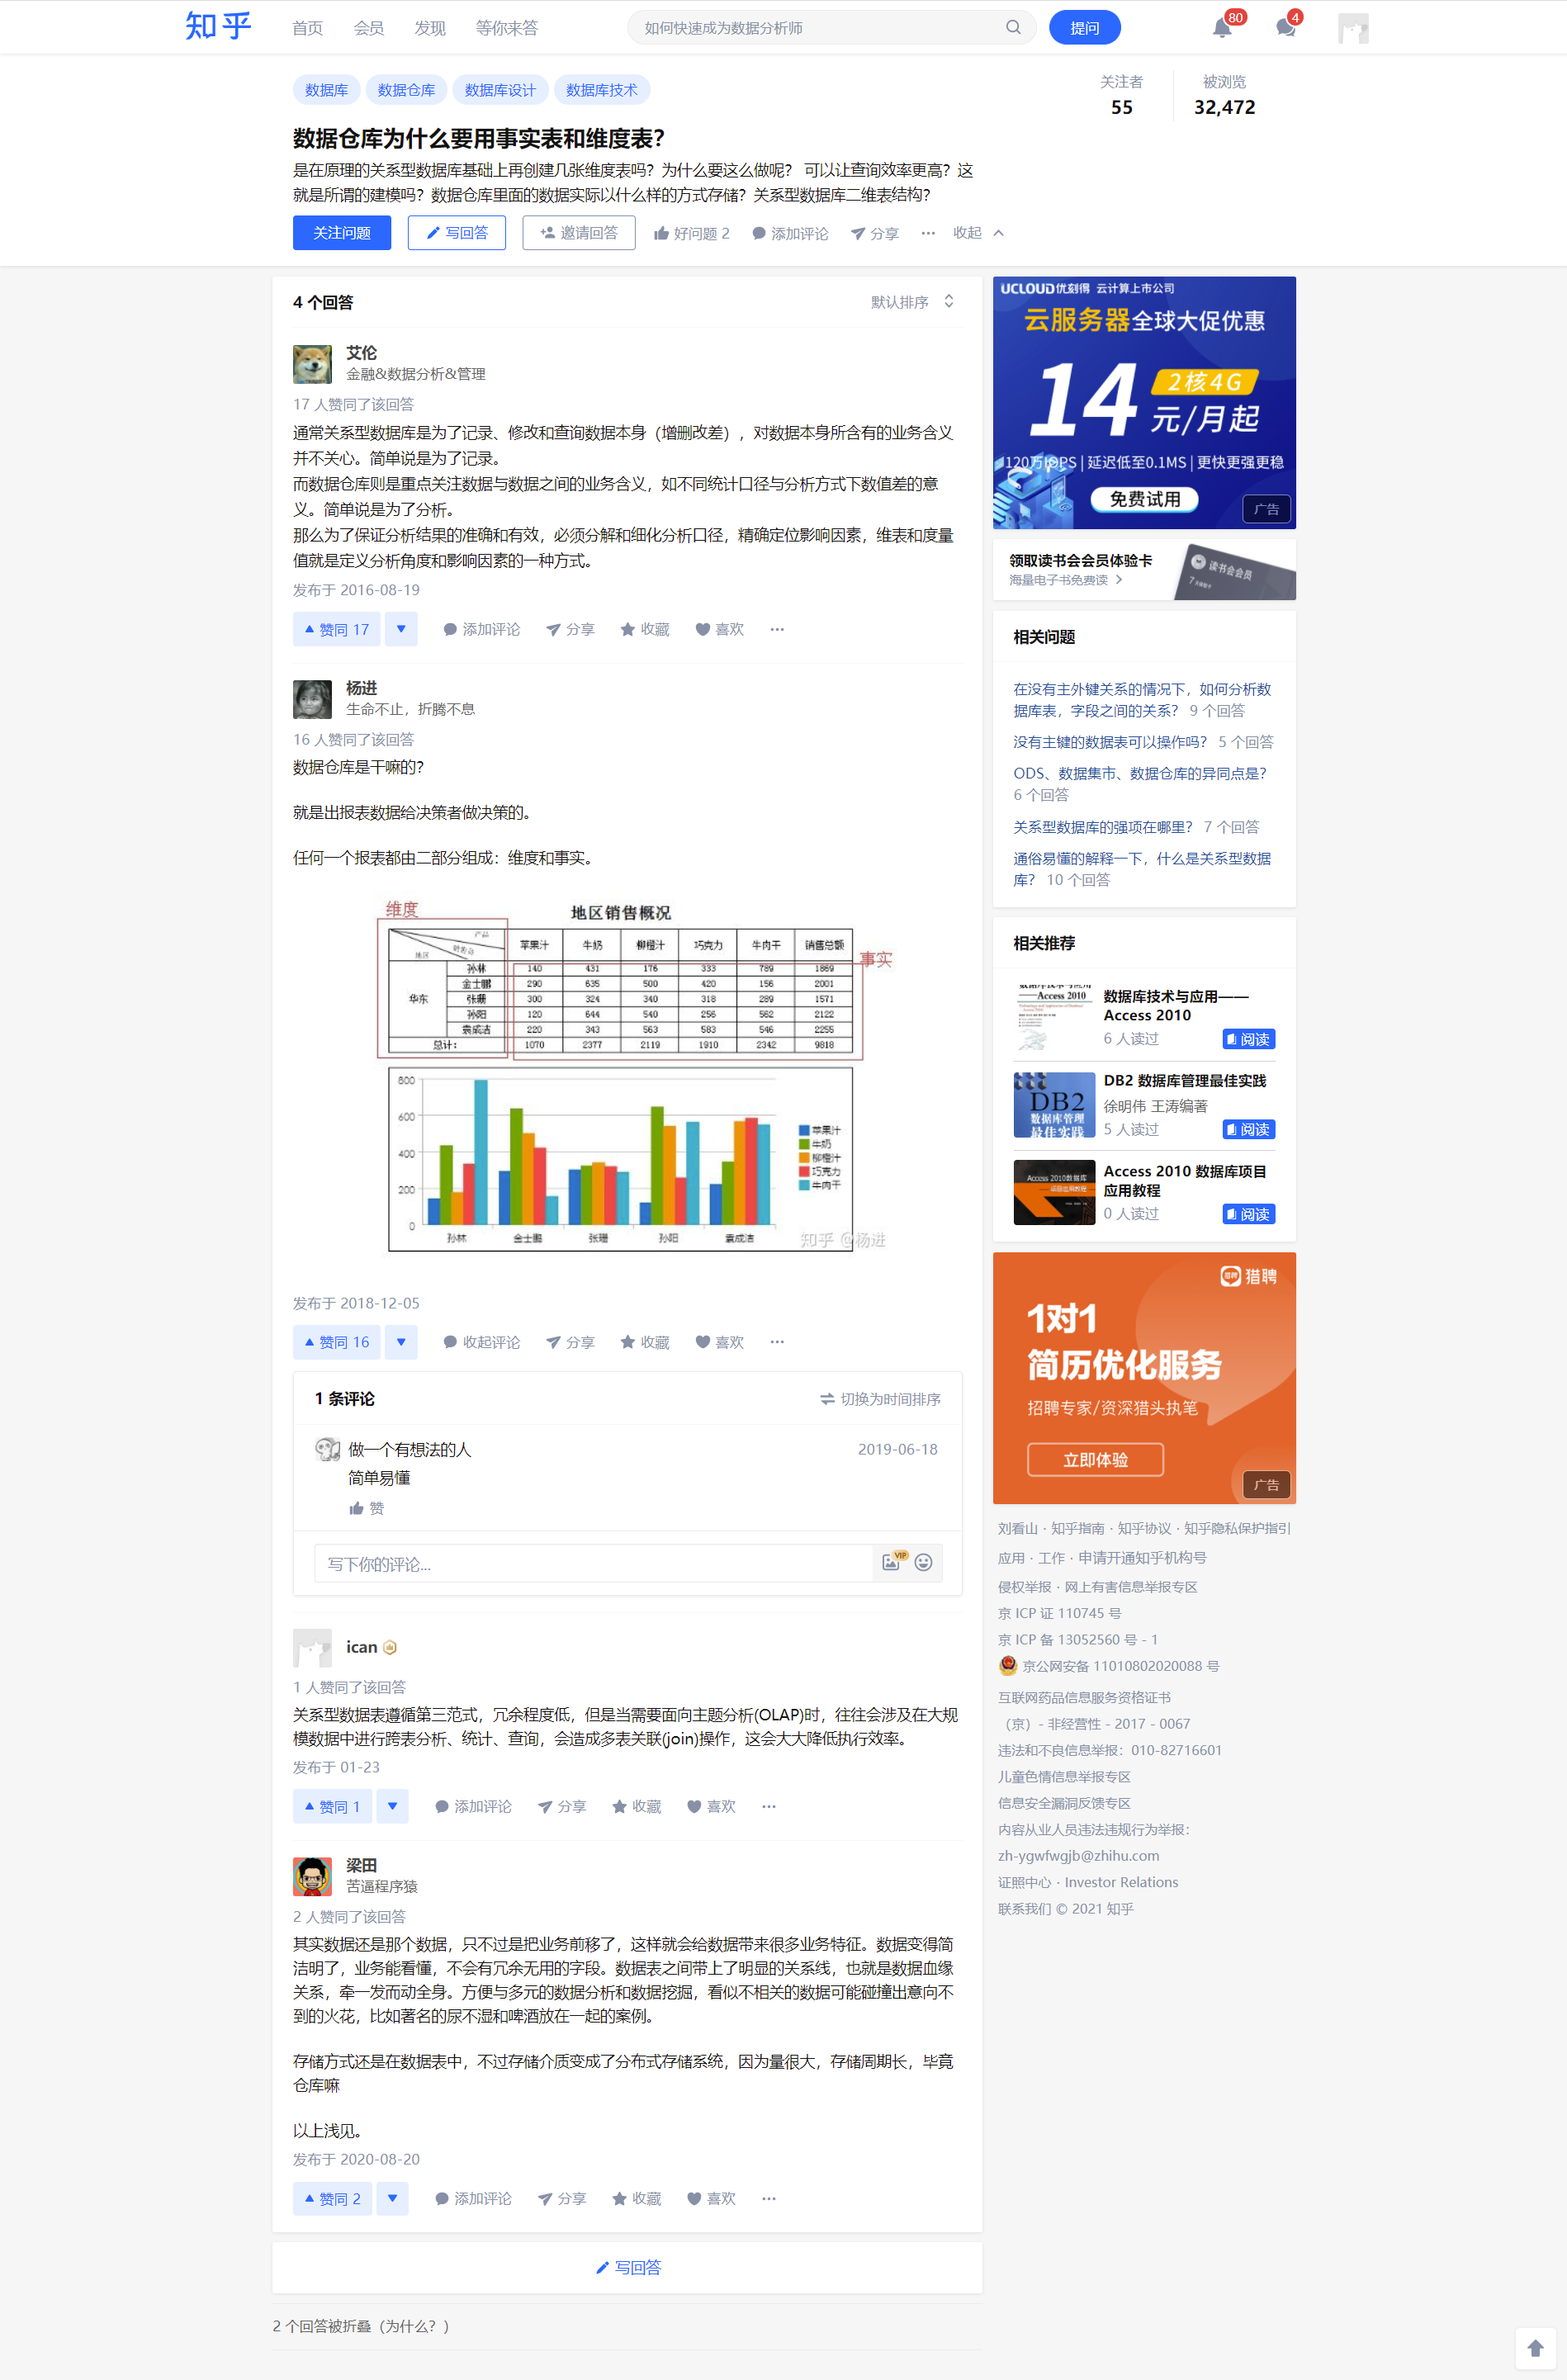 知乎 首页 会员 发现 等你来答 如何快速成为数据分析师 提问 80 4
数据库 数据仓库 数据库设计 数据库技术
关注者 被浏览
55 32,472
数据仓库为什么要用事实表和维度表？
是在原理的关系型数据库基础上再创建几张维度表吗？为什么要这么做呢？ 可以让查询效率更高？这
就是所谓的建模吗？数据仓库里面的数据实际以什么样的方式存储？关系型数据库二维表结构？
关注问题 写回答 邀请回答 好问题 2 添加评论 分享 ··· 收起
4 个回答 默认排序
艾伦
金融&数据分析&管理
17 人赞同了该回答
通常关系型数据库是为了记录、修改和查询数据本身（增删改差），对数据本身所含有的业务含义
并不关心。简单说是为了记录。
而数据仓库则是重点关注数据与数据之间的业务含义，如不同统计口径与分析方式下数值差的意
义。简单说是为了分析。
那么为了保证分析结果的准确和有效，必须分解和细化分析口径，精确定位影响因素，维表和度量
值就是定义分析角度和影响因素的一种方式。
发布于 2016-08-19
赞同 17 添加评论 分享 收藏 喜欢 ···
杨进
生命不止，折腾不息
16 人赞同了该回答
数据仓库是干嘛的？
就是出报表数据给决策者做决策的。
任何一个报表都由二部分组成：维度和事实。
维度 地区销售概况
产品 销售员 地区 苹果汁 牛奶 柳橙汁 巧克力 牛肉干 销售总额
事实
华东
孙林 140 431 176 333 789 1869
金士鹏 290 635 500 420 156 2001
张珊 300 324 340 318 289 1571
孙阳 120 644 540 256 562 2122
袁成洁 220 343 563 583 546 2255
总计： 1070 2377 2119 1910 2342 9818
800
600
400
200
0
孙林 金士鹏 张珊 孙阳 袁成洁
苹果汁
牛奶
柳橙汁
巧克力
牛肉干
知乎 @杨进
发布于 2018-12-05
赞同 16 收起评论 分享 收藏 喜欢 ···
1 条评论 切换为时间排序
做一个有想法的人 2019-06-18
简单易懂
赞
写下你的评论... VIP
ican
1 人赞同了该回答
关系型数据表遵循第三范式，冗余程度低，但是当需要面向主题分析(OLAP)时，往往会涉及在大规
模数据中进行跨表分析、统计、查询，会造成多表关联(join)操作，这会大大降低执行效率。
发布于 01-23
赞同 1 添加评论 分享 收藏 喜欢 ···
梁田
苦逼程序猿
2 人赞同了该回答
其实数据还是那个数据，只不过是把业务前移了，这样就会给数据带来很多业务特征。数据变得简
洁明了，业务能看懂，不会有冗余无用的字段。数据表之间带上了明显的关系线，也就是数据血缘
关系，牵一发而动全身。方便与多元的数据分析和数据挖掘，看似不相关的数据可能碰撞出意向不
到的火花，比如著名的尿不湿和啤酒放在一起的案例。
存储方式还是在数据表中，不过存储介质变成了分布式存储系统，因为量很大，存储周期长，毕竟
仓库嘛
以上浅见。
发布于 2020-08-20
赞同 2 添加评论 分享 收藏 喜欢 ···
写回答
2 个回答被折叠（为什么？）
UCLOUD优刻得 云计算上市公司
云服务器全球大促优惠
14 2核4G
元/月起
120万IOPS | 延迟低至0.1MS | 更快更强更稳
免费试用 广告
领取读书会会员体验卡
海量电子书免费读
读书会会员
相关问题
在没有主外键关系的情况下，如何分析数
据库表，字段之间的关系？ 9 个回答
没有主键的数据表可以操作吗？ 5 个回答
ODS、数据集市、数据仓库的异同点是？
6 个回答
关系型数据库的强项在哪里？ 7 个回答
通俗易懂的解释一下，什么是关系型数据
库？ 10 个回答
相关推荐
——Access 2010
数据库技术与应用——
Access 2010
6 人读过 阅读
DB2
数据库管理
最佳实践
DB2 数据库管理最佳实践
徐明伟 王涛编著
5 人读过 阅读
Access 2010数据库
Access 2010 数据库项目
应用教程
0 人读过 阅读
猎聘
1对1
简历优化服务
招聘专家/资深猎头执笔
立即体验 广告
刘看山 · 知乎指南 · 知乎协议 · 知乎隐私保护指引
应用 · 工作 · 申请开通知乎机构号
侵权举报 · 网上有害信息举报专区
京 ICP 证 110745 号
京 ICP 备 13052560 号 - 1
京公网安备 11010802020088 号
互联网药品信息服务资格证书
（京）- 非经营性 - 2017 - 0067
违法和不良信息举报：010-82716601
儿童色情信息举报专区
信息安全漏洞反馈专区
内容从业人员违法违规行为举报：
zh-ygwfwgjb@zhihu.com
证照中心 · Investor Relations
联系我们 © 2021 知乎